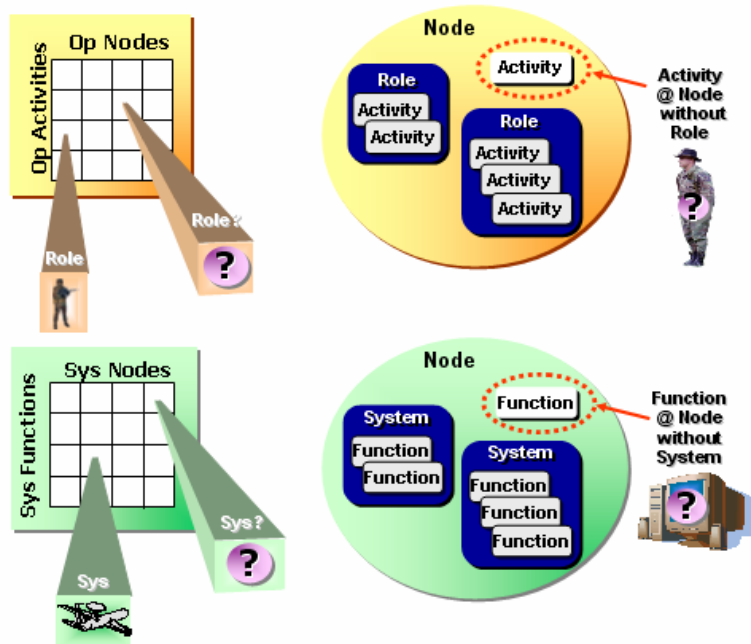 Op Nodes
Op Activities
Role
Role?
?
Node
Activity
Role
Activity
Activity
Role
Activity
Activity
Activity
Activity
@ Node
without
Role
?
Sys Nodes
Sys Functions
Sys
Sys?
?
Node
Function
System
Function
Function
System
Function
Function
Function
Function
@ Node
without
System
?